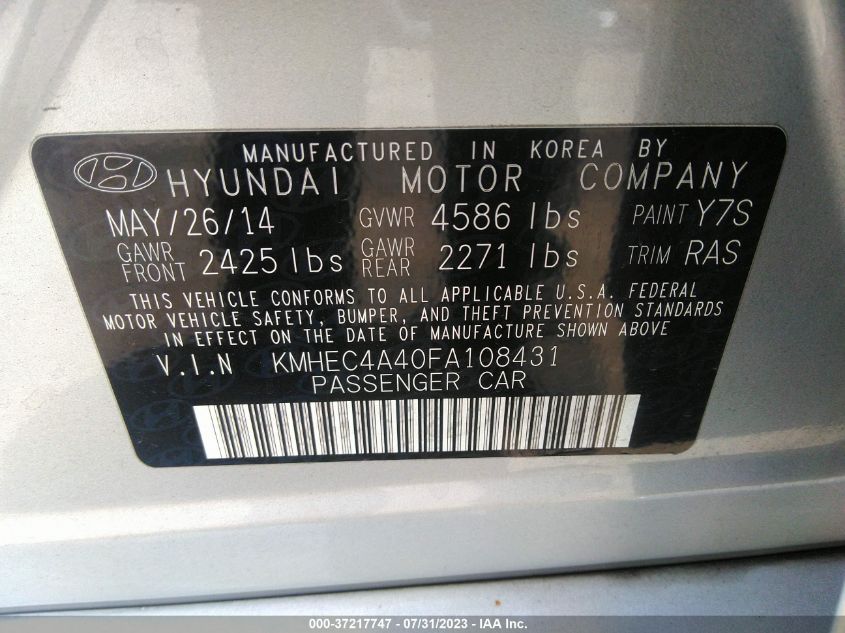 MANUFACTURED IN KOREA BY
HYUNDAI MOTOR COMPANY
MAY/26/14 GVWR 4586 lbs PAINT Y7S
GAWR FRONT 2425 lbs GAWR REAR 2271 lbs TRIM RAS
THIS VEHICLE CONFORMS TO ALL APPLICABLE U.S.A. FEDERAL
MOTOR VEHICLE SAFETY, BUMPER, AND THEFT PREVENTION STANDARDS
IN EFFECT ON THE DATE OF MANUFACTURE SHOWN ABOVE
V.I.N KMHEC4A40FA108431
PASSENGER CAR
000-37217747 - 07/31/2023 - © IAA Inc.